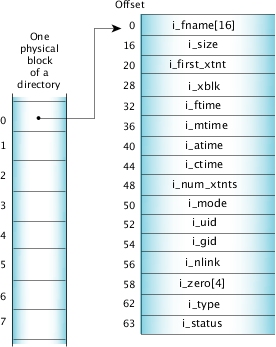 One
physical
block
of a
directory
0
1
2
3
4
5
6
7
Offset
0 i_fname[16]
16 i_size
20 i_first_xtnt
28 i_xblk
32 i_ftime
36 i_mtime
40 i_atime
44 i_ctime
48 i_num_xtnts
50 i_mode
52 i_uid
54 i_gid
56 i_nlink
58 i_zero[4]
62 i_type
63 i_status